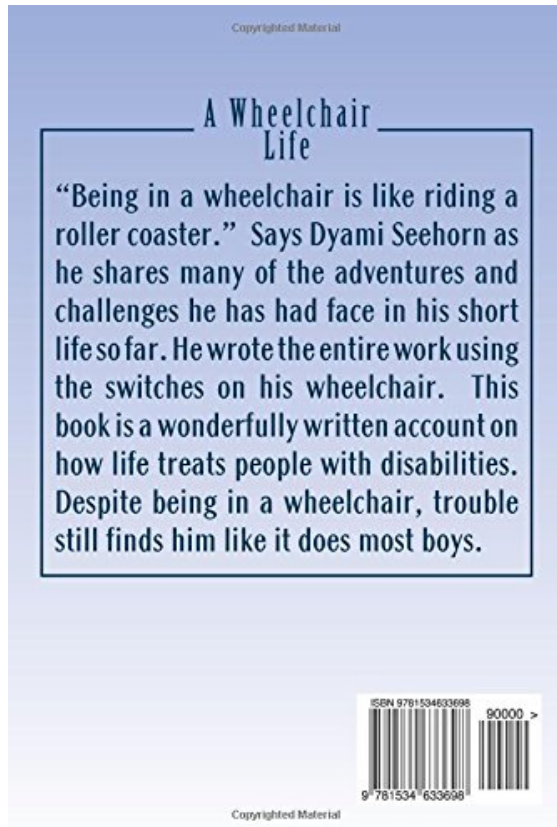 Copyrighted Material
A Wheelchair
Life
“Being in a wheelchair is like riding a
roller coaster.” Says Dyami Seehorn as
he shares many of the adventures and
challenges he has had face in his short
life so far. He wrote the entire work using
the switches on his wheelchair. This
book is a wonderfully written account on
how life treats people with disabilities.
Despite being in a wheelchair, trouble
still finds him like it does most boys.
ISBN 9781534633698
90000 >
9 781534 633698
Copyrighted Material